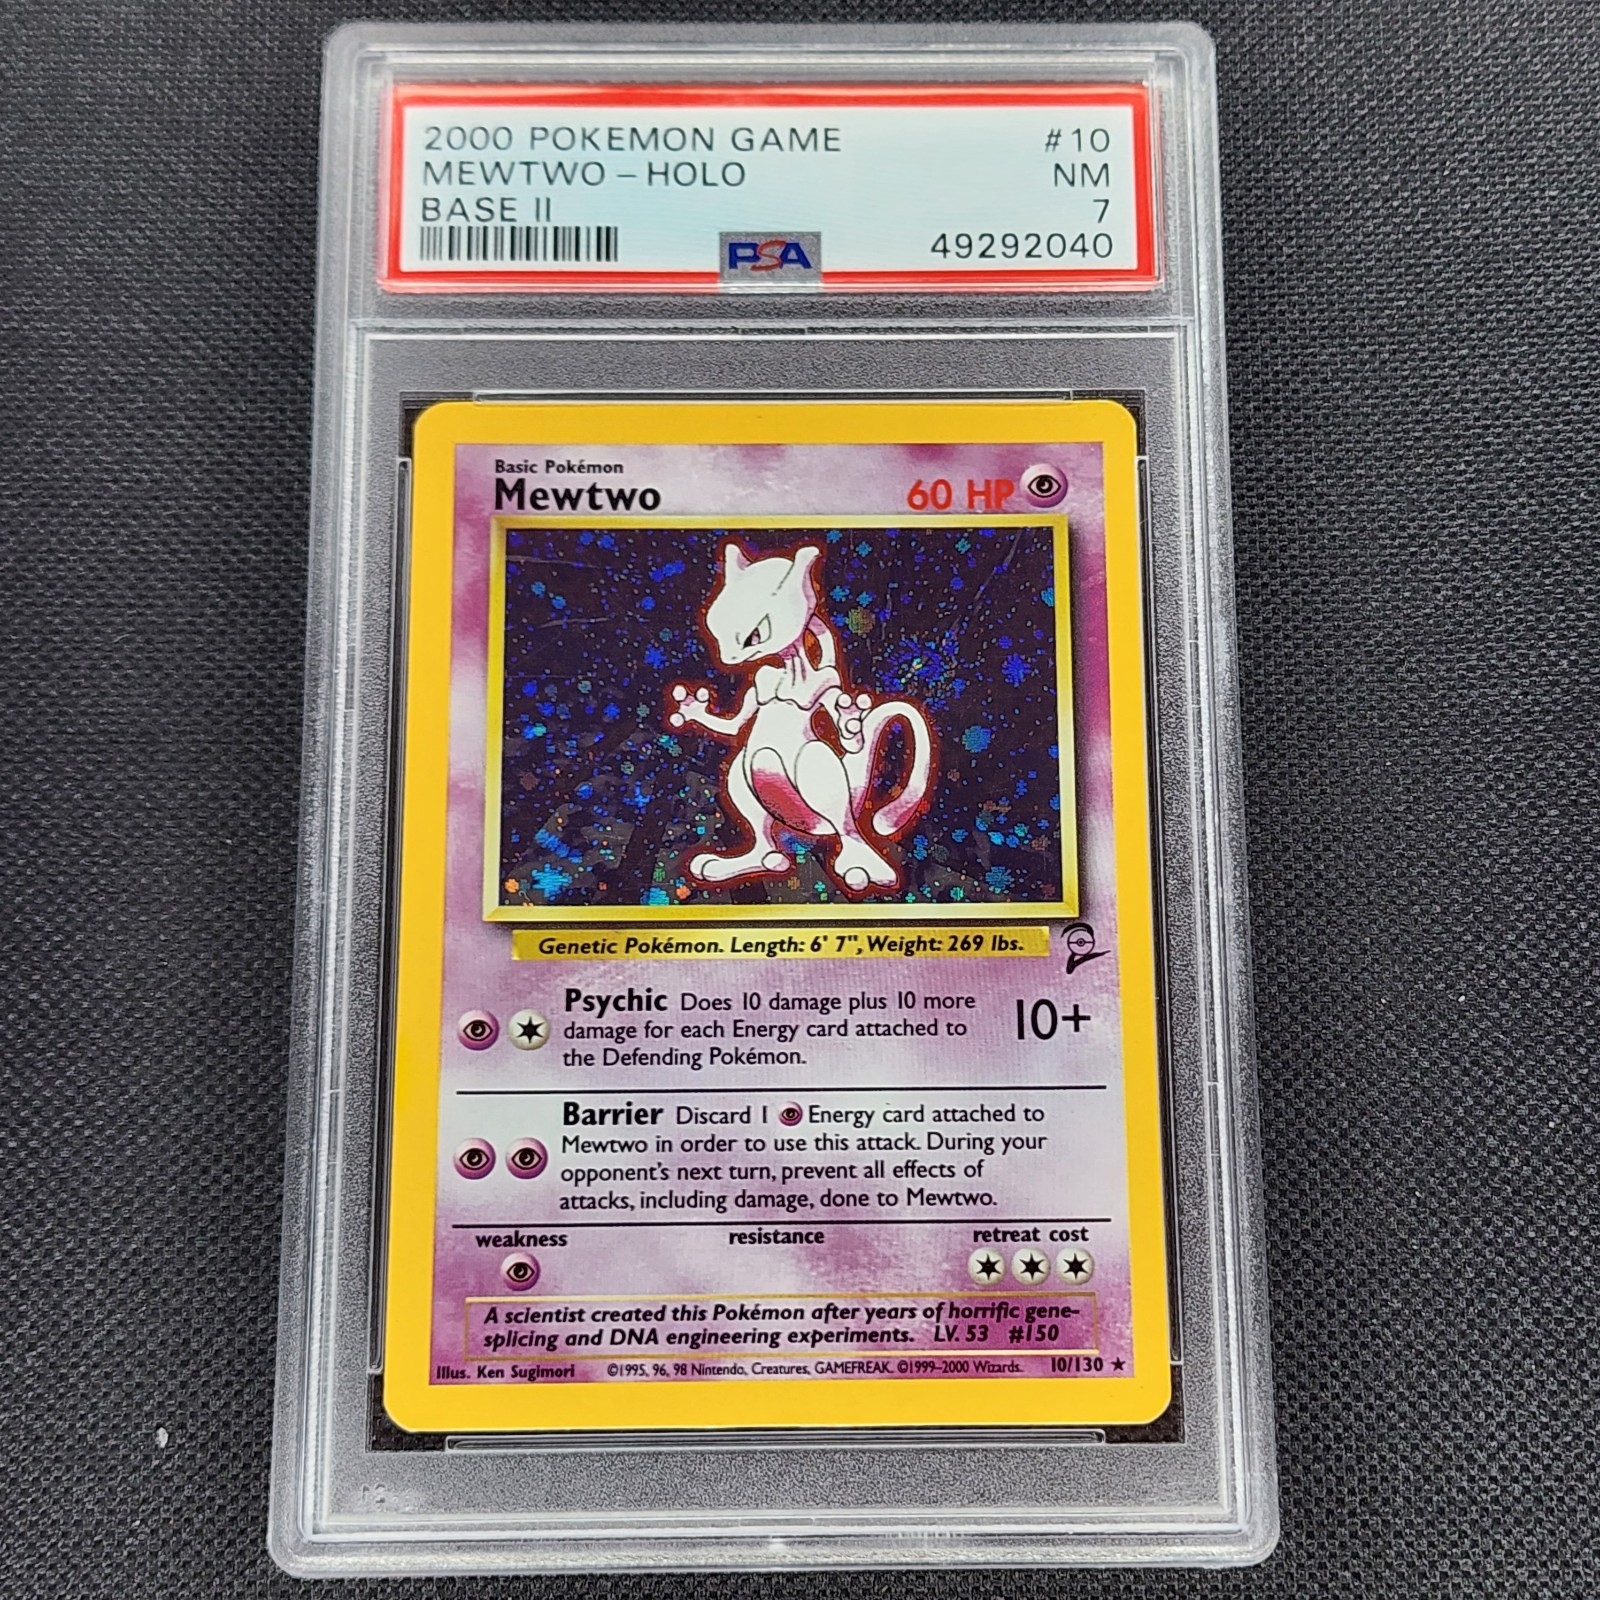 2000 POKEMON GAME #10
MEWTWO – HOLO NM
BASE II 7
PSA 49292040
Basic Pokémon
Mewtwo 60 HP
Genetic Pokémon. Length: 6' 7", Weight: 269 lbs.
Psychic Does 10 damage plus 10 more
damage for each Energy card attached to
the Defending Pokémon.
10+
Barrier Discard 1 Energy card attached to
Mewtwo in order to use this attack. During your
opponent's next turn, prevent all effects of
attacks, including damage, done to Mewtwo.
weakness resistance retreat cost
A scientist created this Pokémon after years of horrific gene-
splicing and DNA engineering experiments. LV. 53 #150
Illus. Ken Sugimori ©1995, 96, 98 Nintendo, Creatures, GAMEFREAK. ©1999–2000 Wizards. 10/130 ★